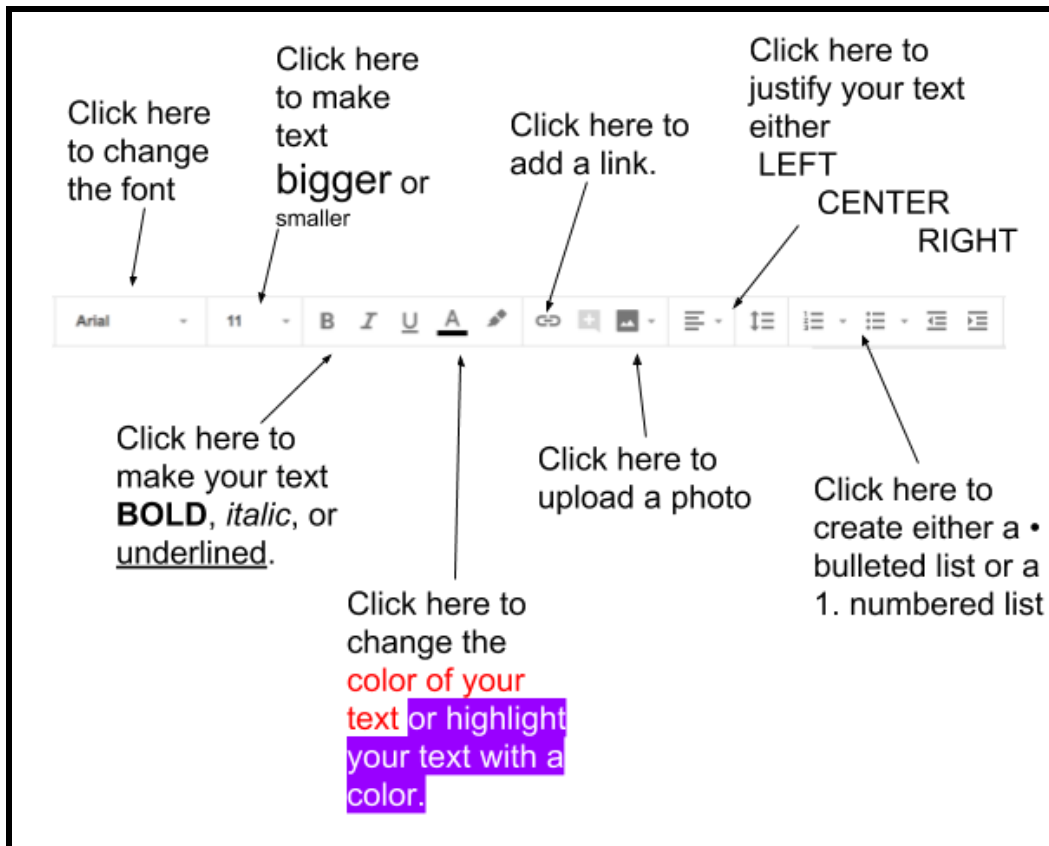 Click here
to change
the font
Click here
to make
text
bigger or
smaller
Click here to
add a link.
Click here to
justify your text
either
LEFT
CENTER
RIGHT
Arial 11 B I U A
Click here to
make your text
BOLD, italic, or
underlined.
Click here to
change the
color of your
text or highlight
your text with a
color.
Click here to
upload a photo
Click here to
create either a •
bulleted list or a
1. numbered list